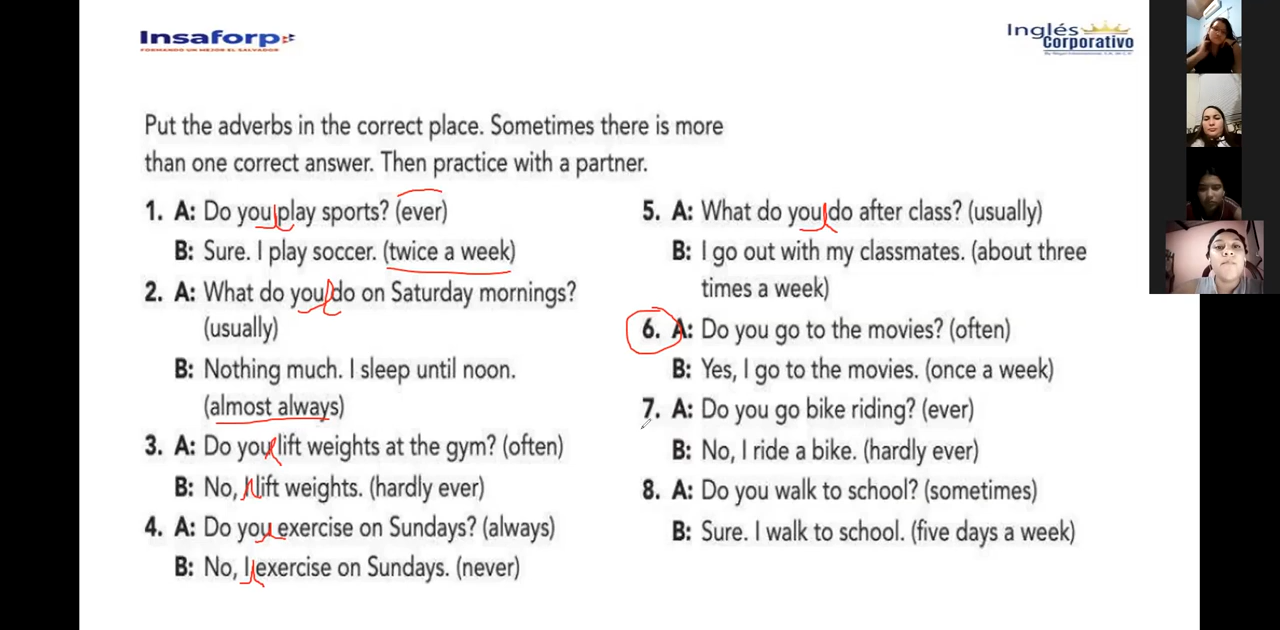 Insaforp
FORMANDO UN MEJOR EL SALVADOR
Inglés
Corporativo
Put the adverbs in the correct place. Sometimes there is more
than one correct answer. Then practice with a partner.
1. A: Do you play sports? (ever)
B: Sure. I play soccer. (twice a week)
2. A: What do you do on Saturday mornings?
(usually)
B: Nothing much. I sleep until noon.
(almost always)
3. A: Do you lift weights at the gym? (often)
B: No, I lift weights. (hardly ever)
4. A: Do you exercise on Sundays? (always)
B: No, I exercise on Sundays. (never)
5. A: What do you do after class? (usually)
B: I go out with my classmates. (about three
times a week)
6. A: Do you go to the movies? (often)
B: Yes, I go to the movies. (once a week)
7. A: Do you go bike riding? (ever)
B: No, I ride a bike. (hardly ever)
8. A: Do you walk to school? (sometimes)
B: Sure. I walk to school. (five days a week)